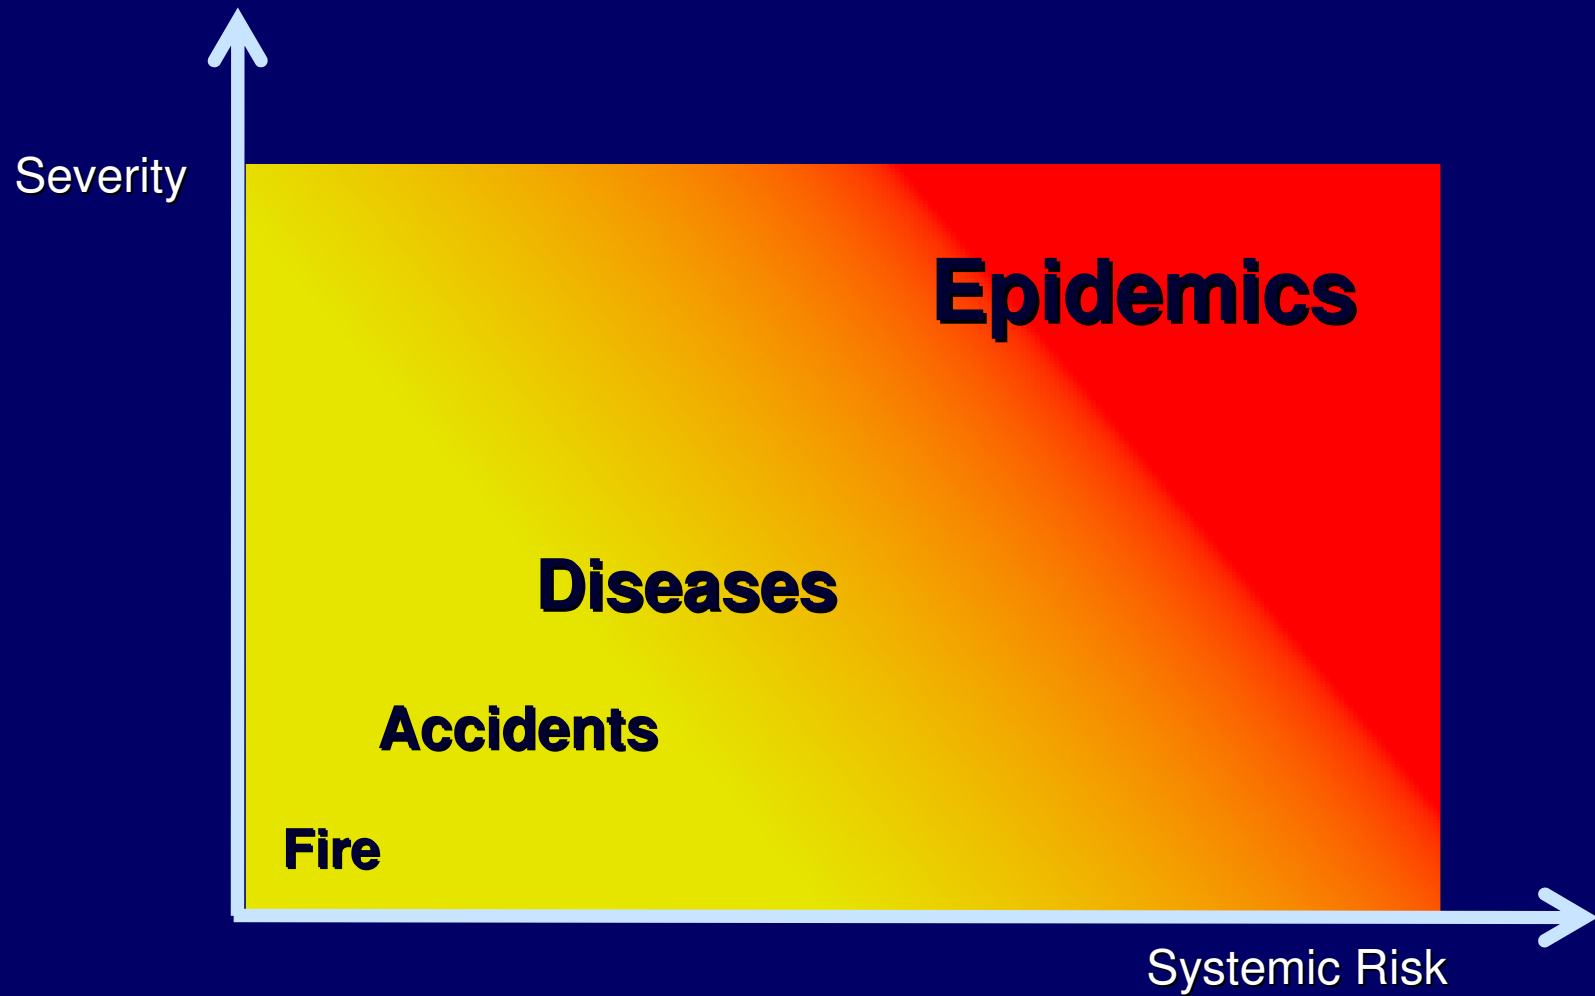 Severity
Epidemics
Diseases
Accidents
Fire
Systemic Risk